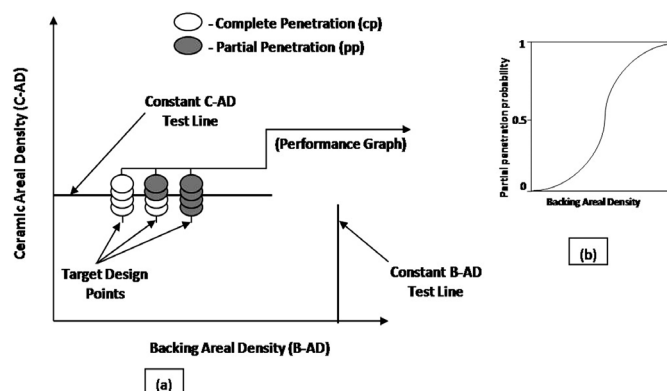 - Complete Penetration (cp)
- Partial Penetration (pp)
Ceramic Areal Density (C-AD)
Constant C-AD
Test Line
(Performance Graph)
Target Design
Points
Constant B-AD
Test Line
Backing Areal Density (B-AD)
(a)
Partial penetration probability
1
0.5
0
Backing Areal Density
(b)